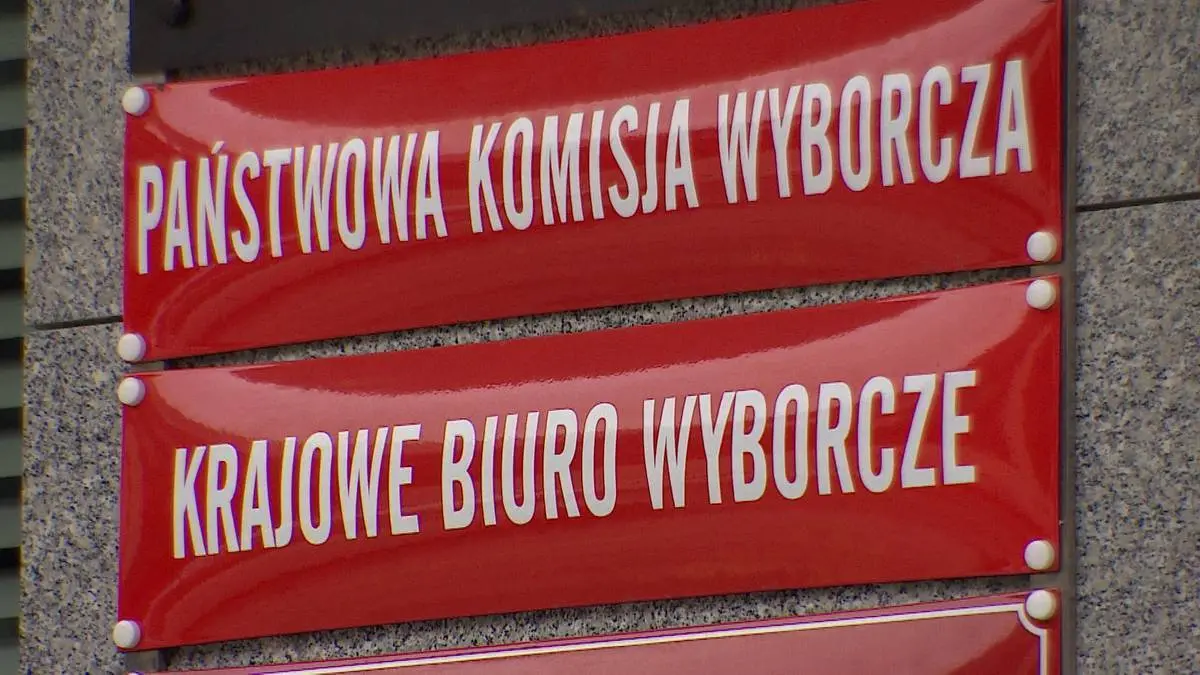 PAŃSTWOWA KOMISJA WYBORCZA
KRAJOWE BIURO WYBORCZE